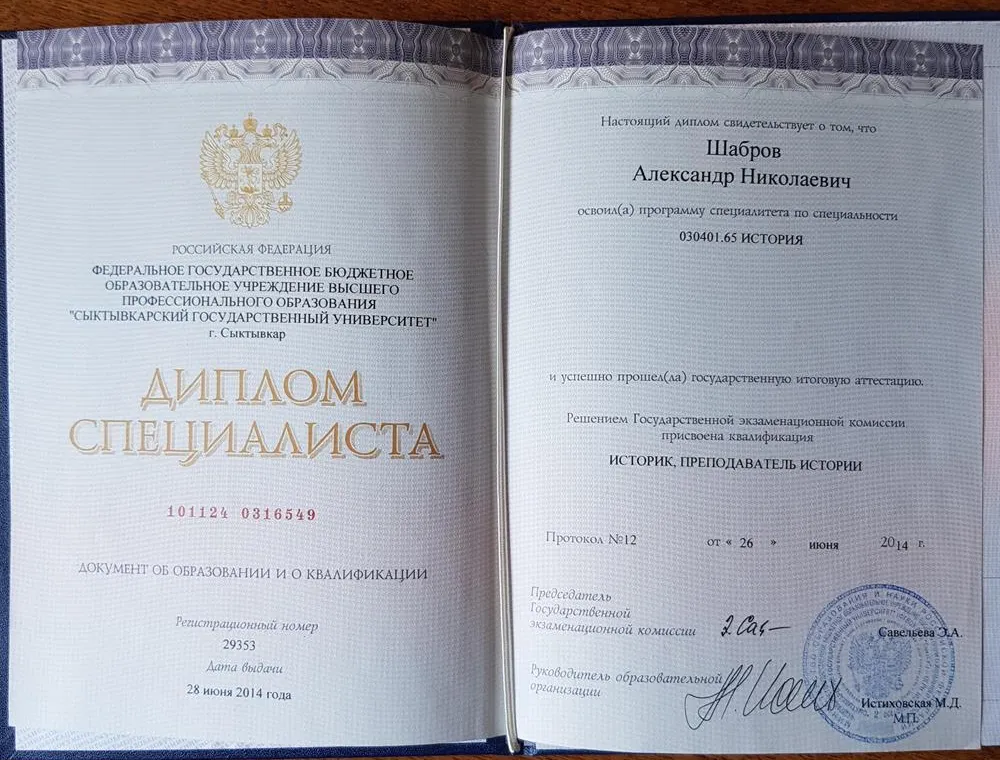 РОССИЙСКАЯ ФЕДЕРАЦИЯ
ФЕДЕРАЛЬНОЕ ГОСУДАРСТВЕННОЕ БЮДЖЕТНОЕ
ОБРАЗОВАТЕЛЬНОЕ УЧРЕЖДЕНИЕ ВЫСШЕГО
ПРОФЕССИОНАЛЬНОГО ОБРАЗОВАНИЯ
"СЫКТЫВКАРСКИЙ ГОСУДАРСТВЕННЫЙ УНИВЕРСИТЕТ"
г. Сыктывкар
ДИПЛОМ
СПЕЦИАЛИСТА
101124 0316549
ДОКУМЕНТ ОБ ОБРАЗОВАНИИ И О КВАЛИФИКАЦИИ
Регистрационный номер
29353
Дата выдачи
28 июня 2014 года
Настоящий диплом свидетельствует о том, что
Шабров
Александр Николаевич
освоил(а) программу специалитета по специальности
030401.65 ИСТОРИЯ
и успешно прошел(ла) государственную итоговую аттестацию.
Решением Государственной экзаменационной комиссии
присвоена квалификация
ИСТОРИК, ПРЕПОДАВАТЕЛЬ ИСТОРИИ
Протокол №12 от « 26 » июня 2014 г.
Председатель
Государственной
экзаменационной комиссии
Савельева Э.А.
Руководитель образовательной
организации
Истиховская М.Д.
М.П.